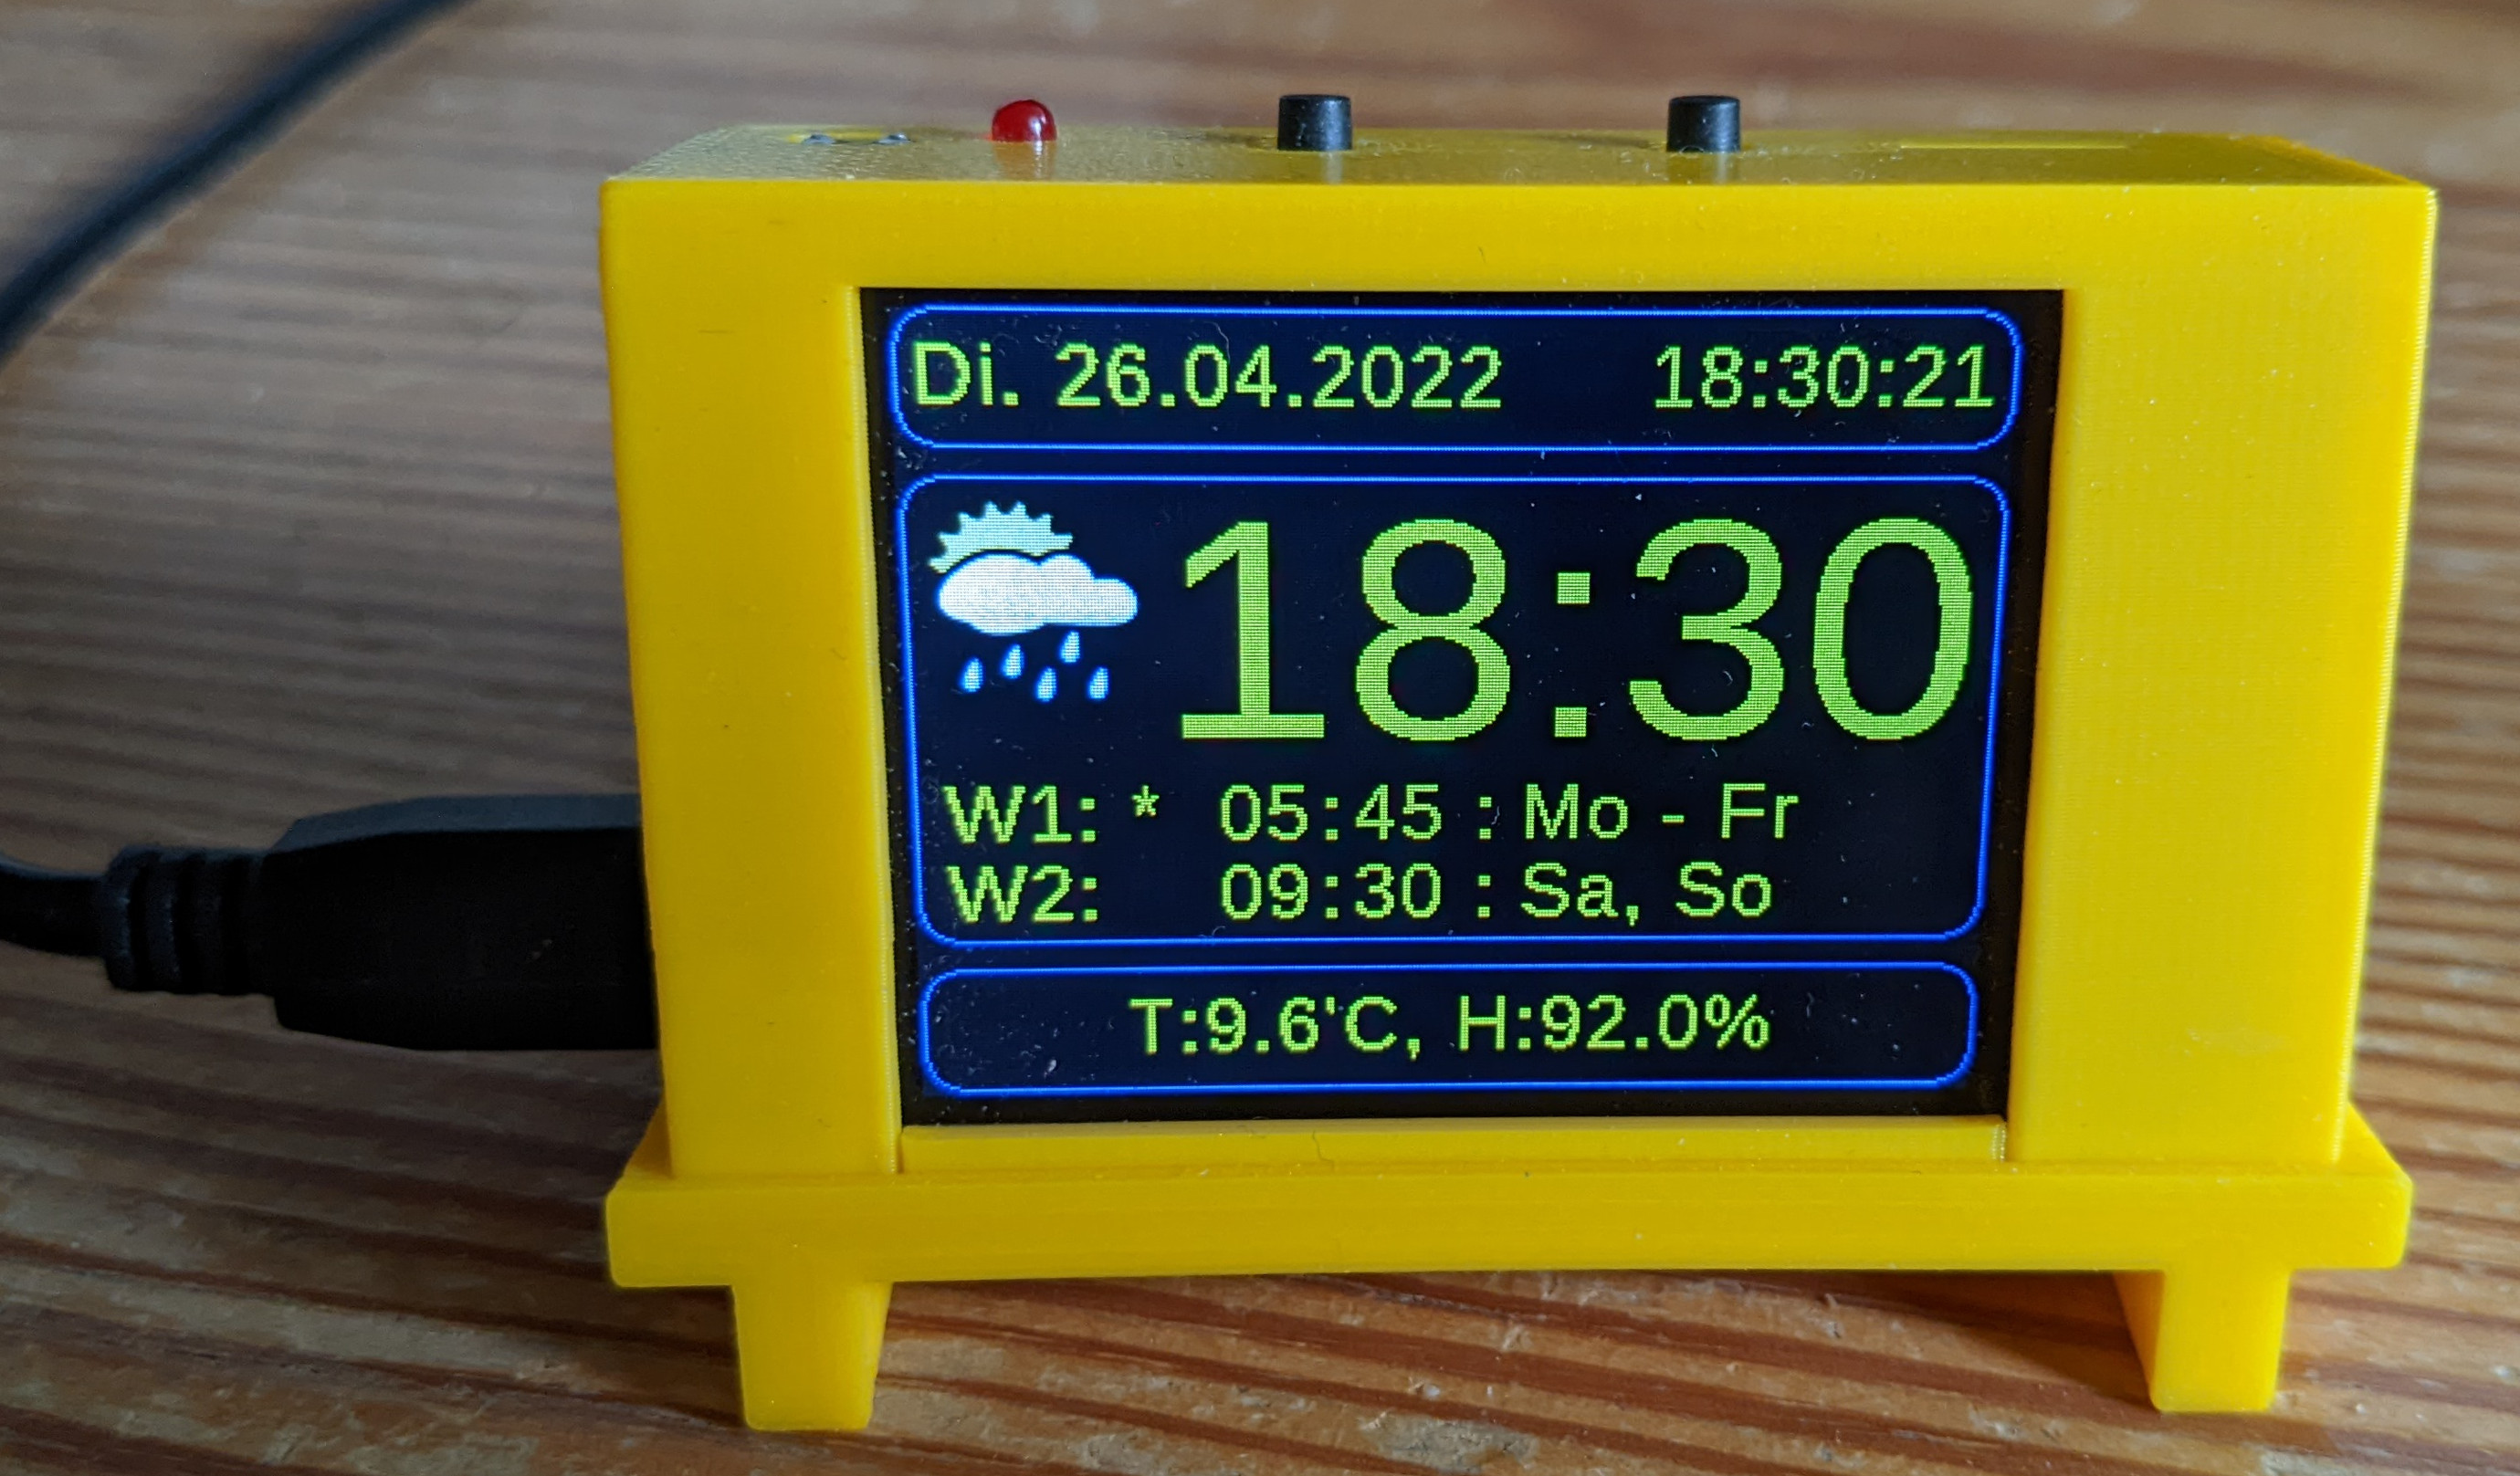 Di. 26.04.2022 18:30:21
18:30
W1: * 05:45 : Mo - Fr
W2: 09:30 : Sa, So
T:9.6'C, H:92.0%